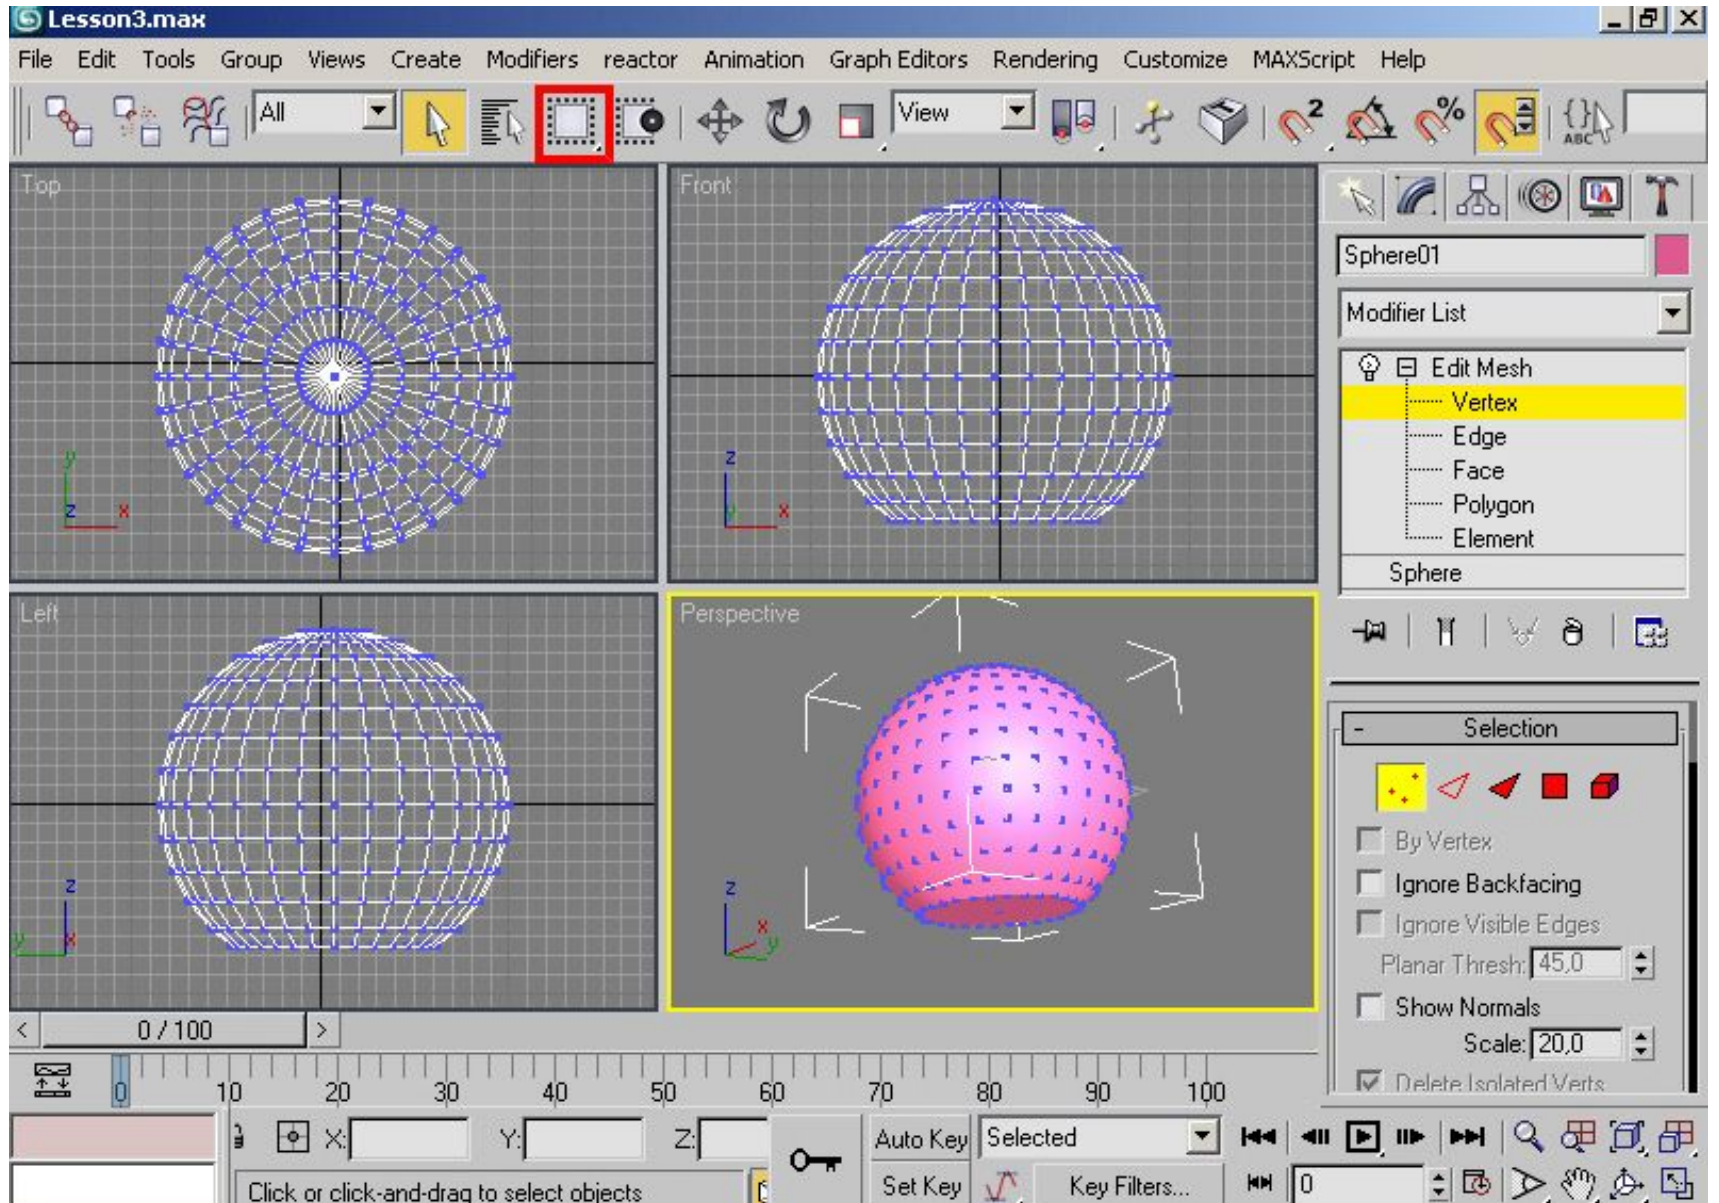 Lesson3.max
File Edit Tools Group Views Create Modifiers reactor Animation Graph Editors Rendering Customize MAXScript Help
All
View
2
%
{}
ABC
Top
Front
Sphere01
Modifier List
Edit Mesh
Vertex
Edge
Face
Polygon
Element
Sphere
y
z x
z
y x
Left
Perspective
Selection
By Vertex
Ignore Backfacing
Ignore Visible Edges
Planar Thresh: 45,0
Show Normals
Scale: 20,0
Delete Isolated Verts
z
y x
z
x
y
< 0 / 100 >
0 10 20 30 40 50 60 70 80 90 100
X: Y: Z:
Auto Key Selected
Click or click-and-drag to select objects
Set Key Key Filters... 0